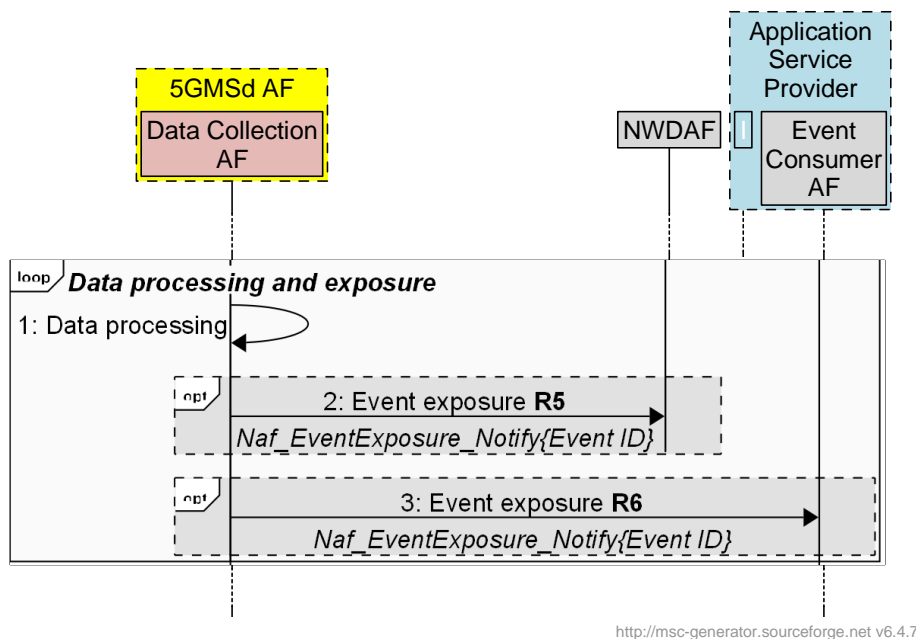 Application
Service
Provider
5GMSd AF
Data Collection
AF
NWDAF
Event
Consumer
AF
loop
Data processing and exposure
1: Data processing
opt
2: Event exposure R5
Naf_EventExposure_Notify{Event ID}
opt
3: Event exposure R6
Naf_EventExposure_Notify{Event ID}
http://msc-generator.sourceforge.net v6.4.7